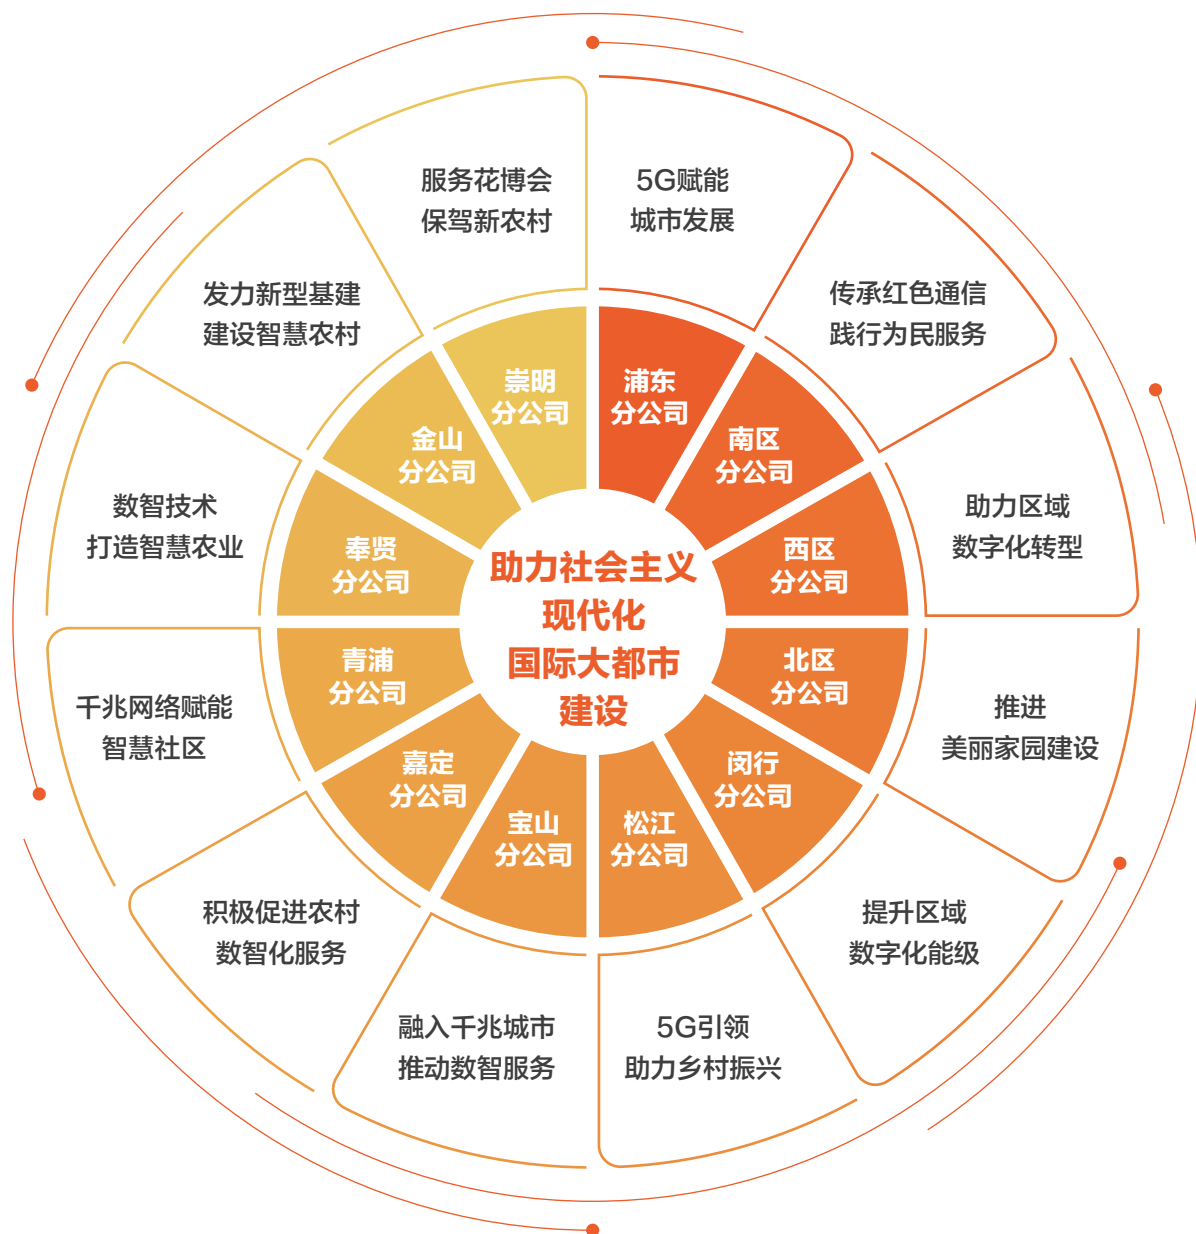 助力社会主义
现代化
国际大都市
建设
浦东
分公司
5G赋能
城市发展
南区
分公司
传承红色通信
践行为民服务
西区
分公司
助力区域
数字化转型
北区
分公司
推进
美丽家园建设
闵行
分公司
提升区域
数字化能级
松江
分公司
5G引领
助力乡村振兴
宝山
分公司
融入千兆城市
推动数智服务
嘉定
分公司
积极促进农村
数智化服务
青浦
分公司
千兆网络赋能
智慧社区
奉贤
分公司
数智技术
打造智慧农业
金山
分公司
发力新型基建
建设智慧农村
崇明
分公司
服务花博会
保驾新农村